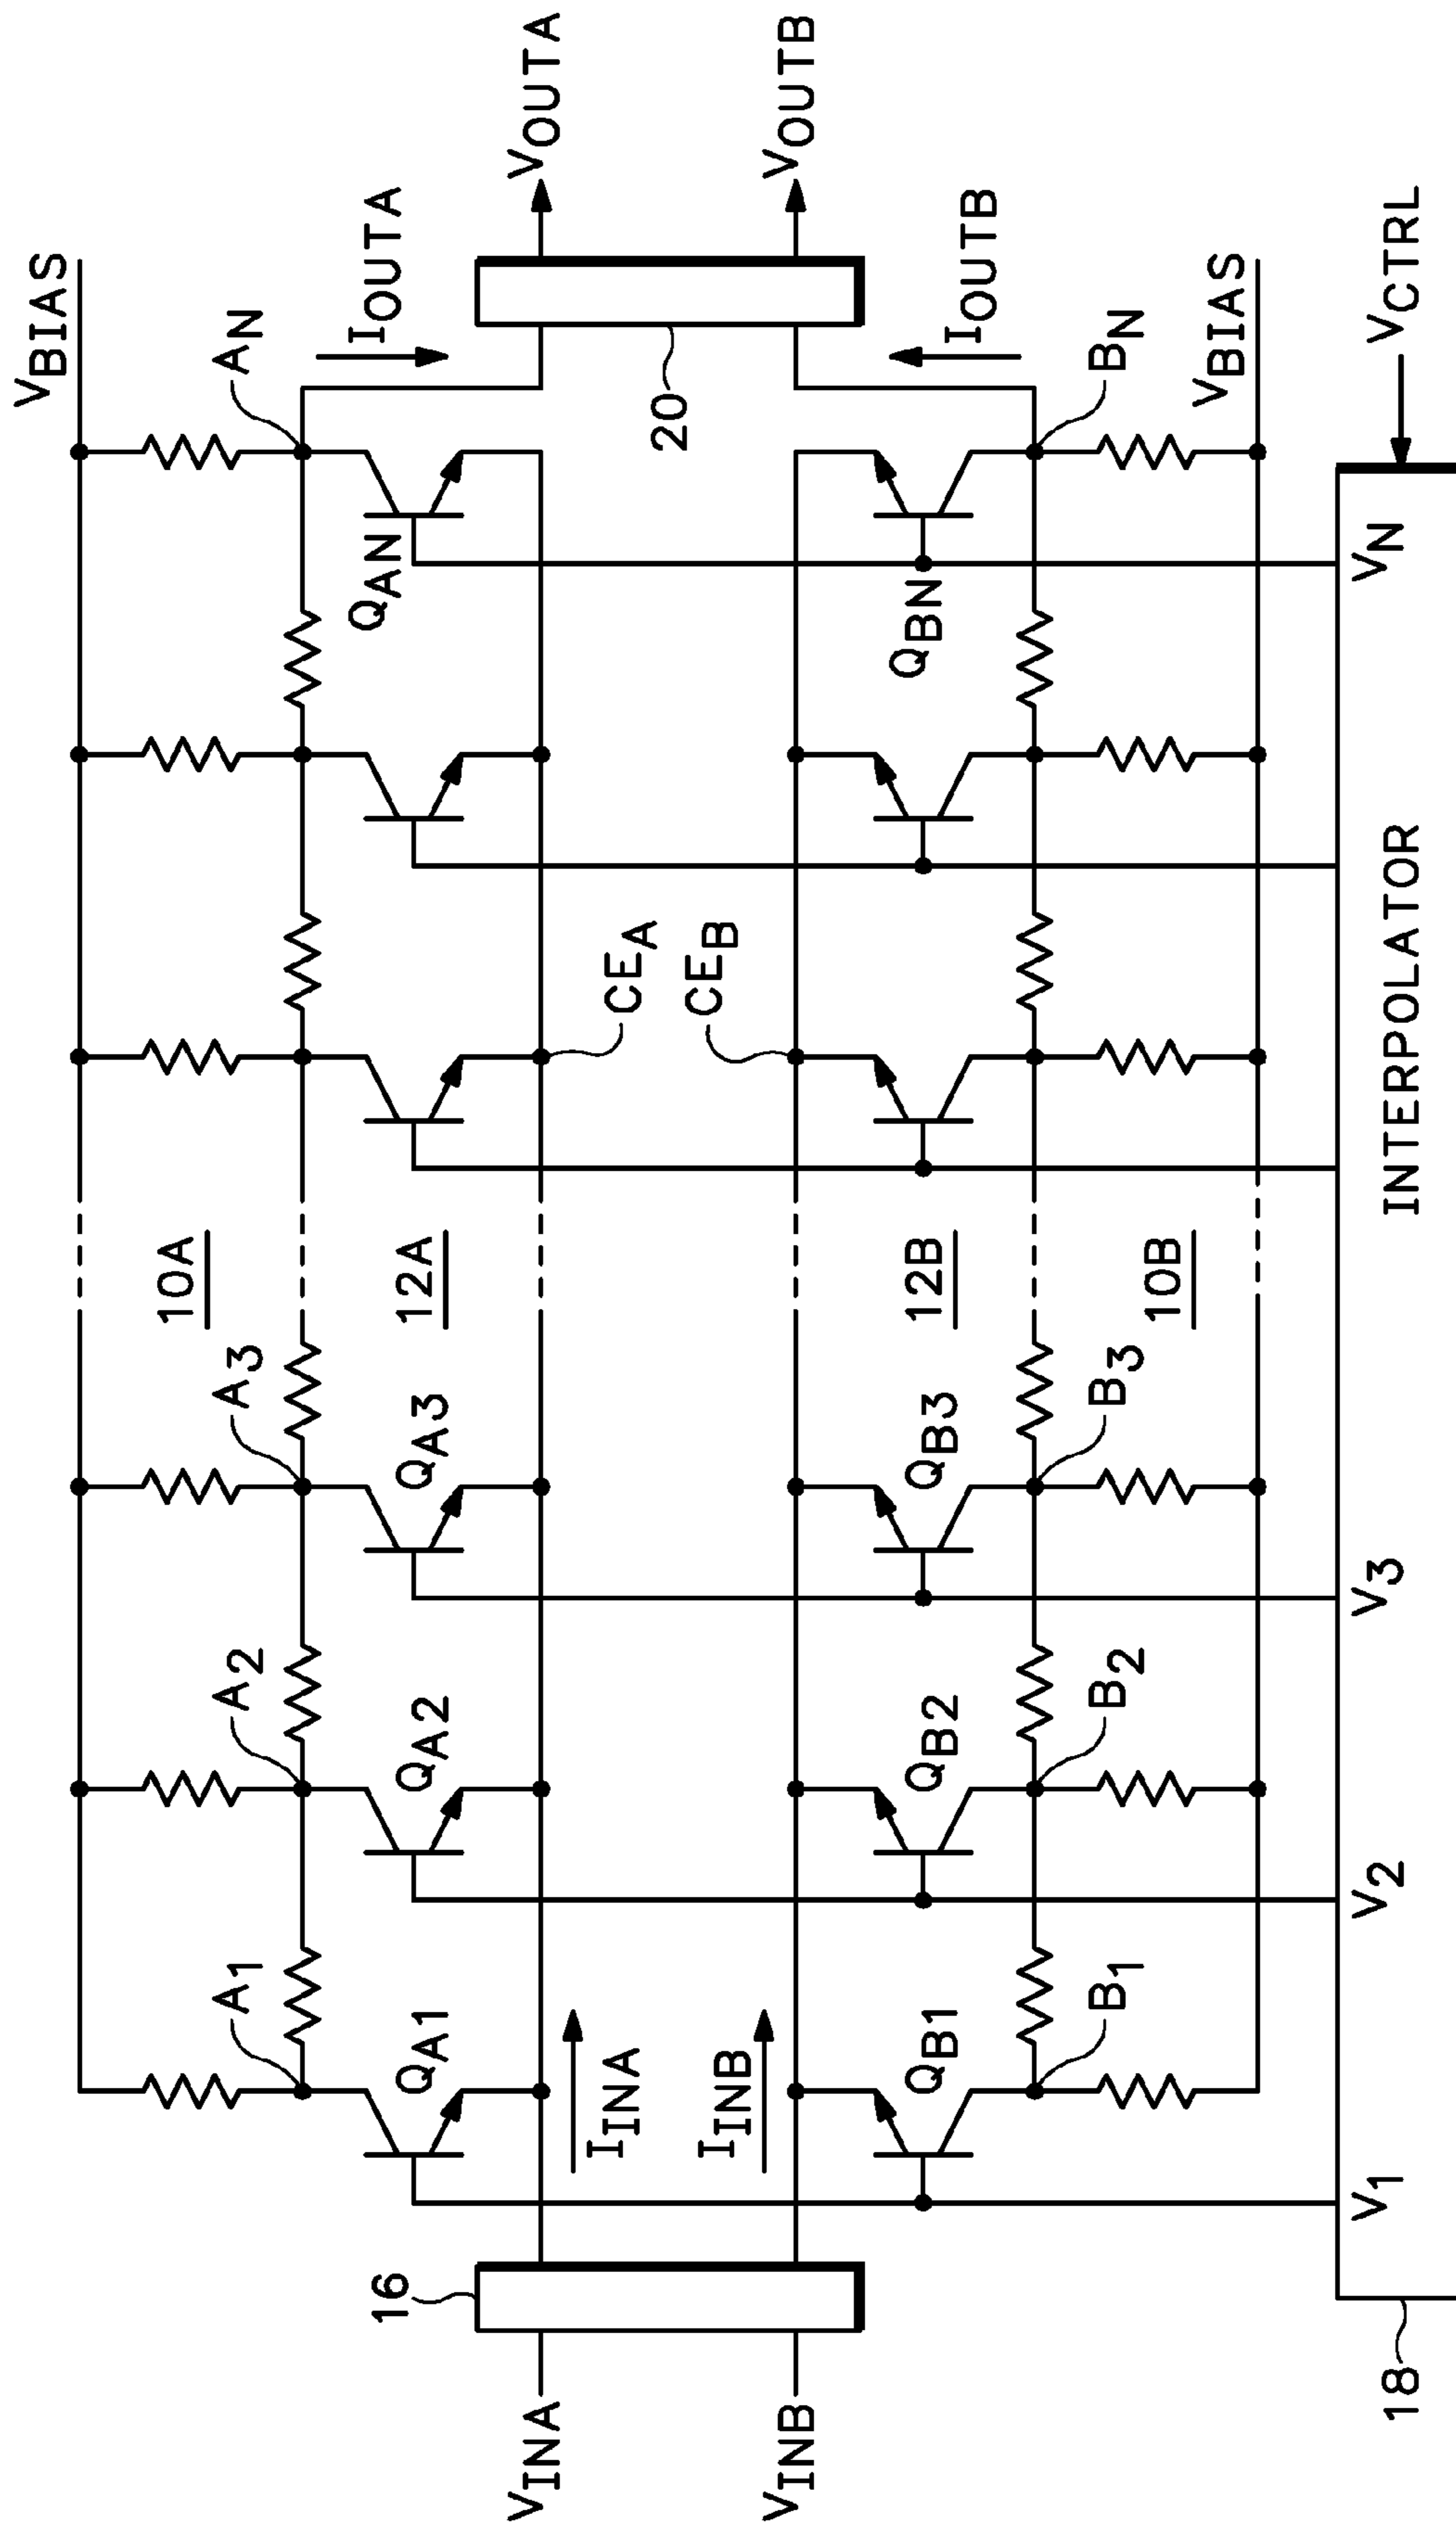 VBIAS
AN
IOUTA
VOUTA
VOUTB
IOUTB
BN
VBIAS
VCTRL
20
QAN
QBN
VN
CEA
CEB
INTERPOLATOR
10A
12A
12B
10B
A3
QA3
QB3
B3
V3
A2
QA2
QB2
B2
V2
A1
QA1
IINA
IINB
QB1
B1
V1
16
VINA
VINB
18